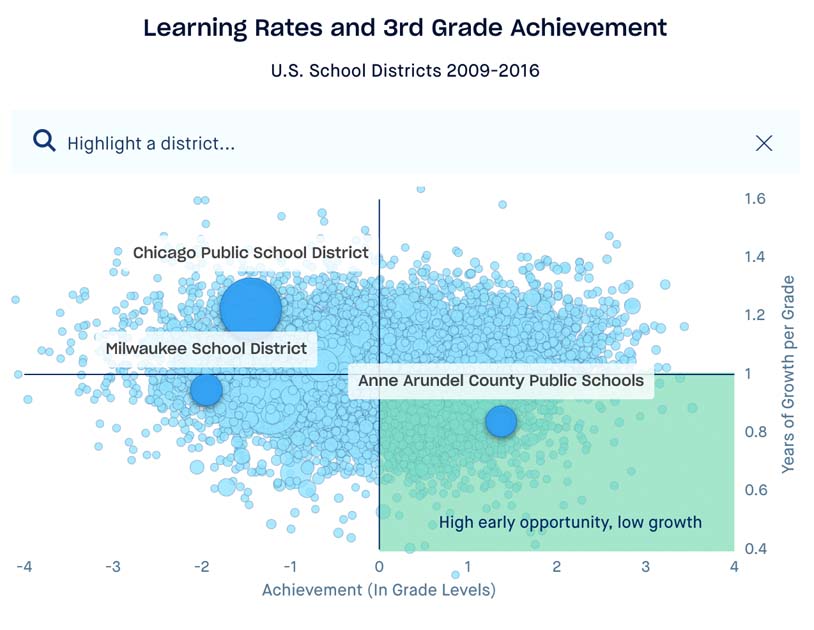 Learning Rates and 3rd Grade Achievement
U.S. School Districts 2009-2016
Highlight a district...
1.6
Chicago Public School District
1.4
1.2
Milwaukee School District
1
Anne Arundel County Public Schools
0.8
0.6
High early opportunity, low growth
0.4
Years of Growth per Grade
-4 -3 -2 -1 0 1 2 3 4
Achievement (In Grade Levels)